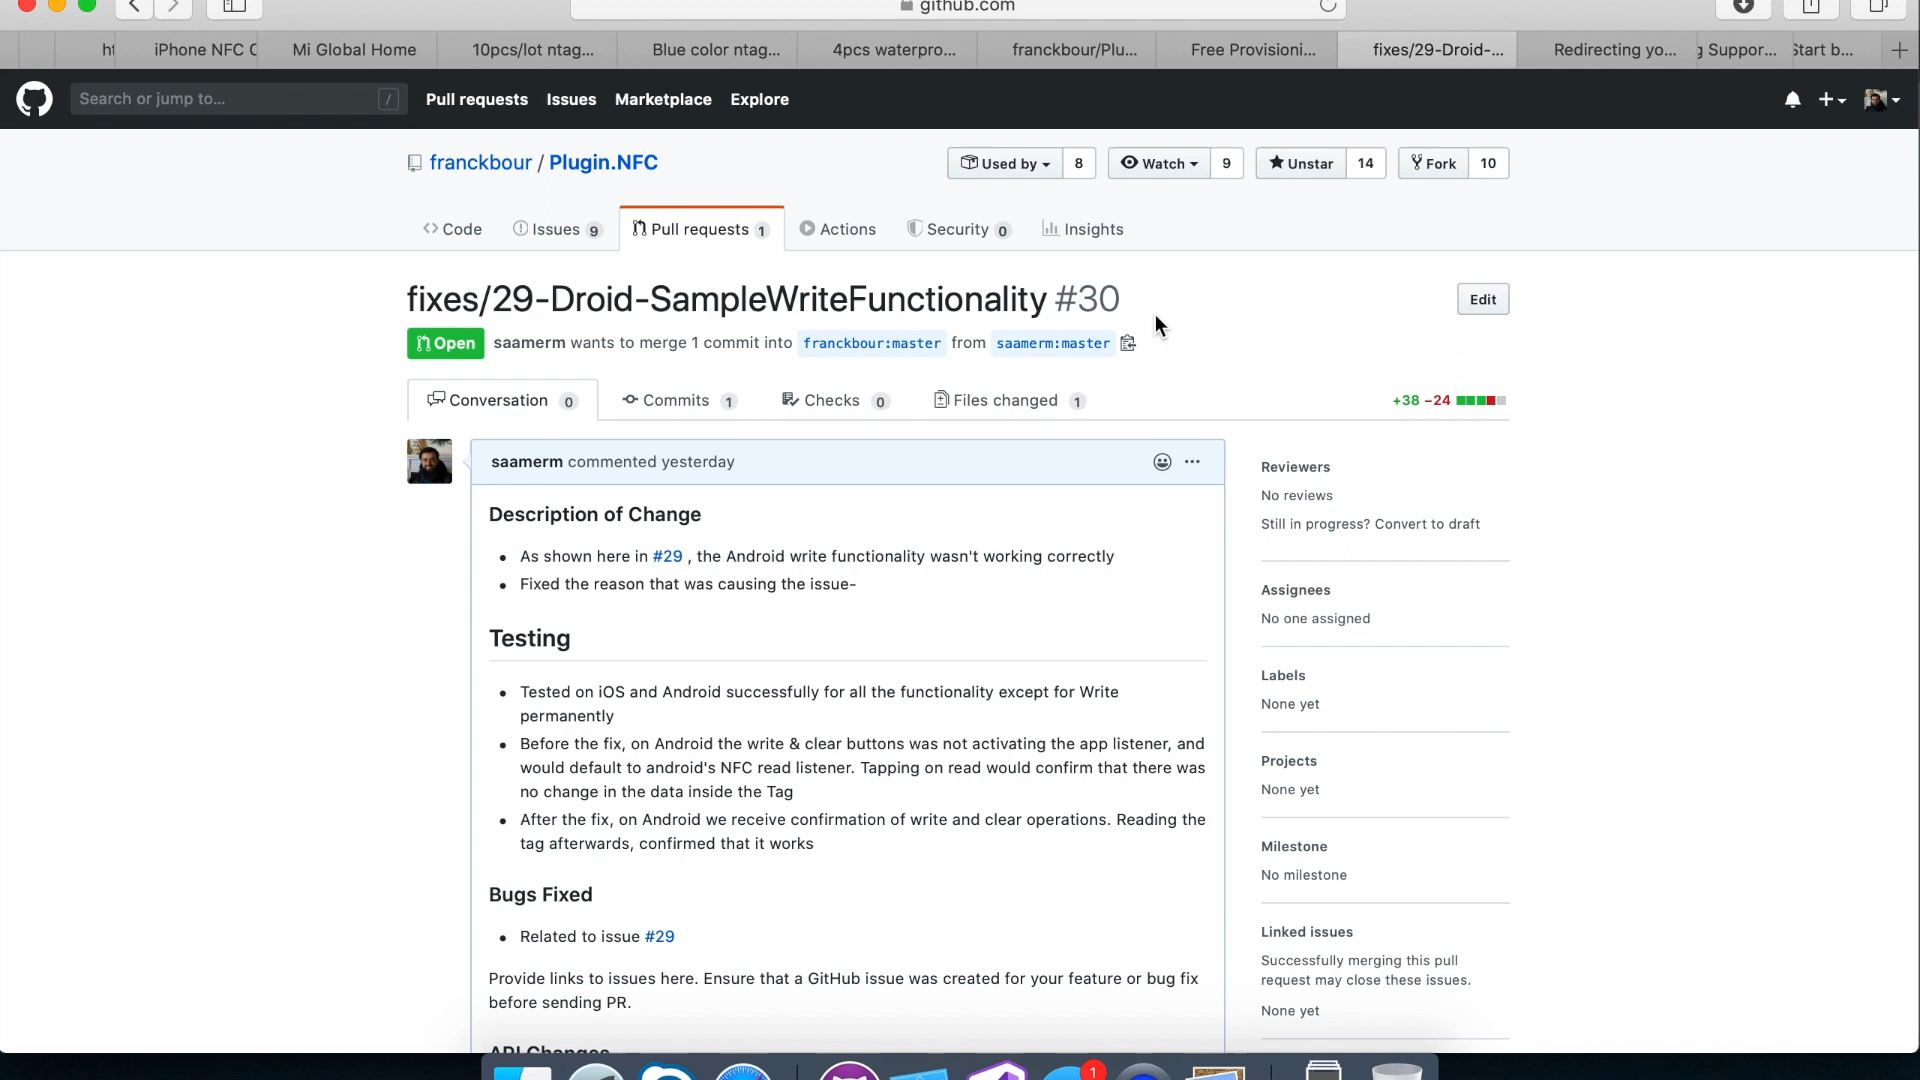 github.com
iPhone NFC
Mi Global Home
10pcs/lot ntag...
Blue color ntag...
4pcs waterpro...
franckbour/Plu...
Free Provisioni...
fixes/29-Droid-...
Redirecting yo...
g Suppor...
Start b...
Search or jump to...
/
Pull requests
Issues
Marketplace
Explore
franckbour / Plugin.NFC
Used by
8
Watch
9
Unstar
14
Fork
10
Code
Issues 9
Pull requests 1
Actions
Security 0
Insights
fixes/29-Droid-SampleWriteFunctionality #30
Edit
Open
saamerm wants to merge 1 commit into franckbour:master from saamerm:master
Conversation 0
Commits 1
Checks 0
Files changed 1
+38 −24
saamerm commented yesterday
Description of Change
• As shown here in #29 , the Android write functionality wasn't working correctly
• Fixed the reason that was causing the issue-
Testing
• Tested on iOS and Android successfully for all the functionality except for Write
permanently
• Before the fix, on Android the write & clear buttons was not activating the app listener, and
would default to android's NFC read listener. Tapping on read would confirm that there was
no change in the data inside the Tag
• After the fix, on Android we receive confirmation of write and clear operations. Reading the
tag afterwards, confirmed that it works
Bugs Fixed
• Related to issue #29
Provide links to issues here. Ensure that a GitHub issue was created for your feature or bug fix
before sending PR.
API Changes
Reviewers
No reviews
Still in progress? Convert to draft
Assignees
No one assigned
Labels
None yet
Projects
None yet
Milestone
No milestone
Linked issues
Successfully merging this pull
request may close these issues.
None yet
1